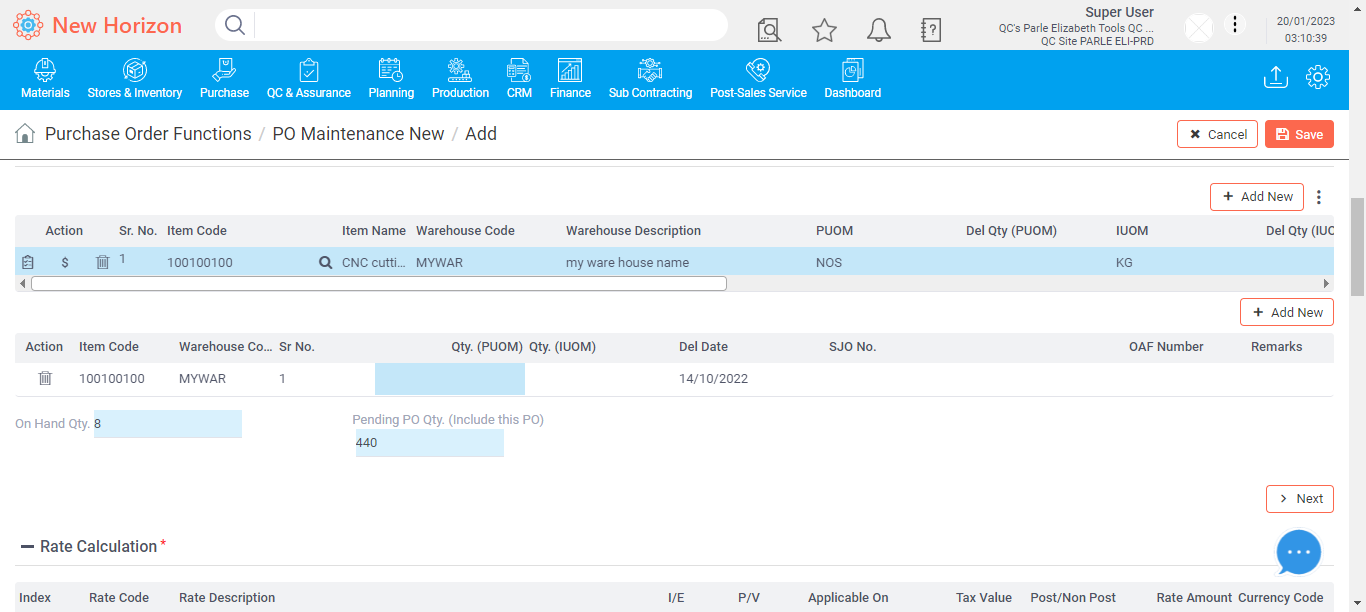 New Horizon
Super User
QC's Parle Elizabeth Tools QC ...
QC Site PARLE ELI-PRD
20/01/2023
03:10:39
Materials Stores & Inventory Purchase QC & Assurance Planning Production CRM Finance Sub Contracting Post-Sales Service Dashboard
Purchase Order Functions / PO Maintenance New / Add
Cancel Save
+ Add New
Action Sr. No. Item Code Item Name Warehouse Code Warehouse Description PUOM Del Qty (PUOM) IUOM Del Qty (IUO
$ 1 100100100 CNC cutti... MYWAR my ware house name NOS KG
+ Add New
Action Item Code Warehouse Co... Sr No. Qty. (PUOM) Qty. (IUOM) Del Date SJO No. OAF Number Remarks
100100100 MYWAR 1 14/10/2022
On Hand Qty. 8
Pending PO Qty. (Include this PO)
440
Next
Rate Calculation *
Index Rate Code Rate Description I/E P/V Applicable On Tax Value Post/Non Post Rate Amount Currency Code